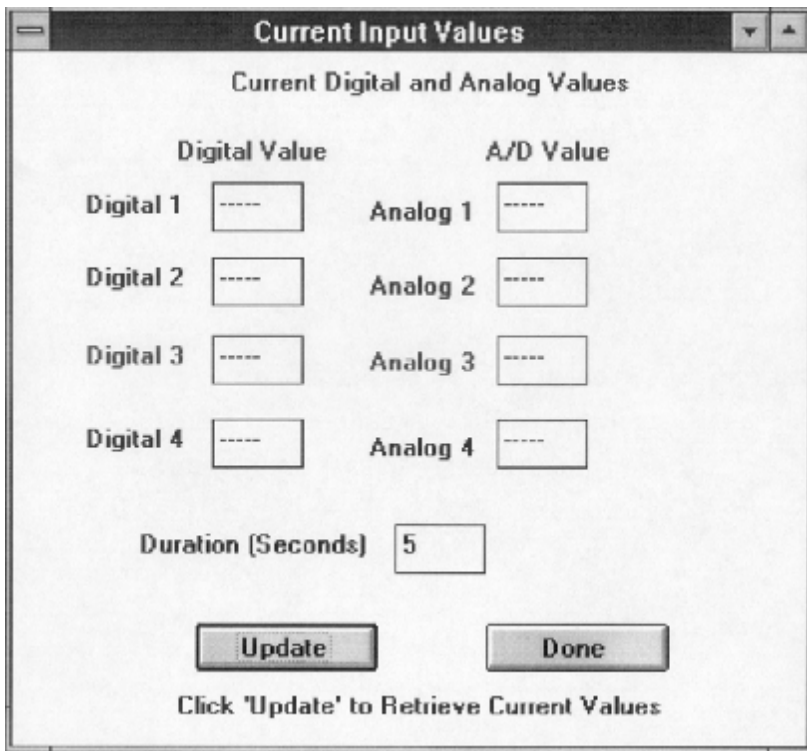 Current Input Values
Current Digital and Analog Values
Digital Value A/D Value
Digital 1 ----- Analog 1 -----
Digital 2 ----- Analog 2 -----
Digital 3 ----- Analog 3 -----
Digital 4 ----- Analog 4 -----
Duration (Seconds) 5
Update Done
Click 'Update' to Retrieve Current Values